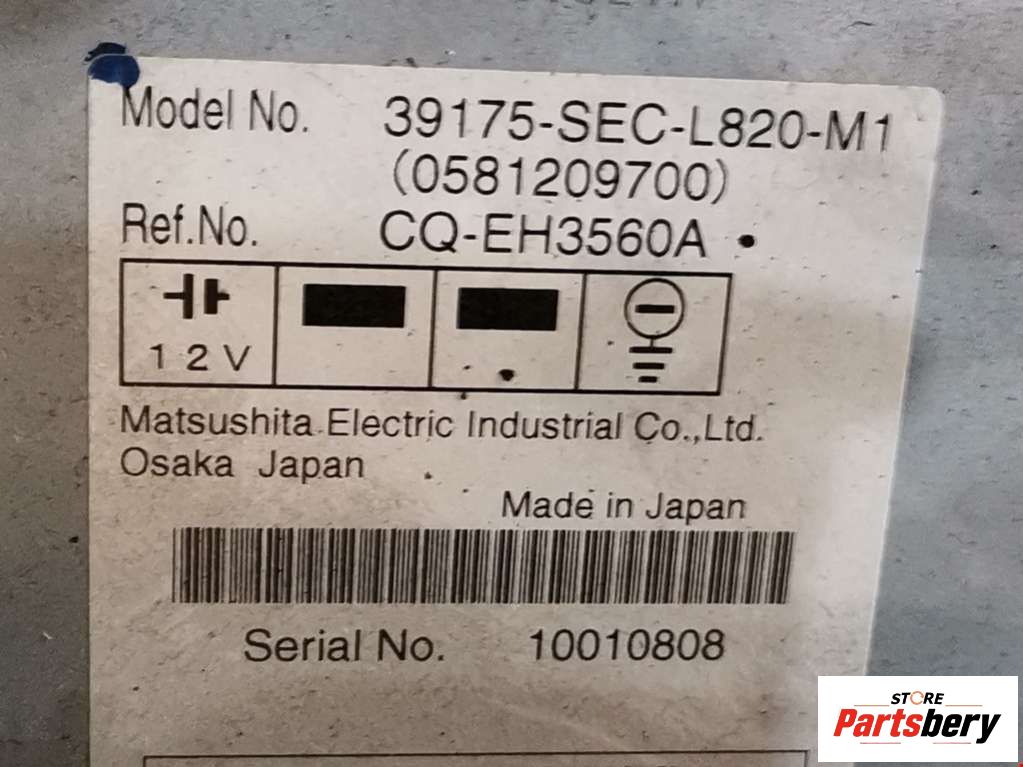 Model No. 39175-SEC-L820-M1
(0581209700)
Ref.No. CQ-EH3560A
12V
Matsushita Electric Industrial Co.,Ltd.
Osaka Japan
Made in Japan
Serial No. 10010808
STORE
Partsbery